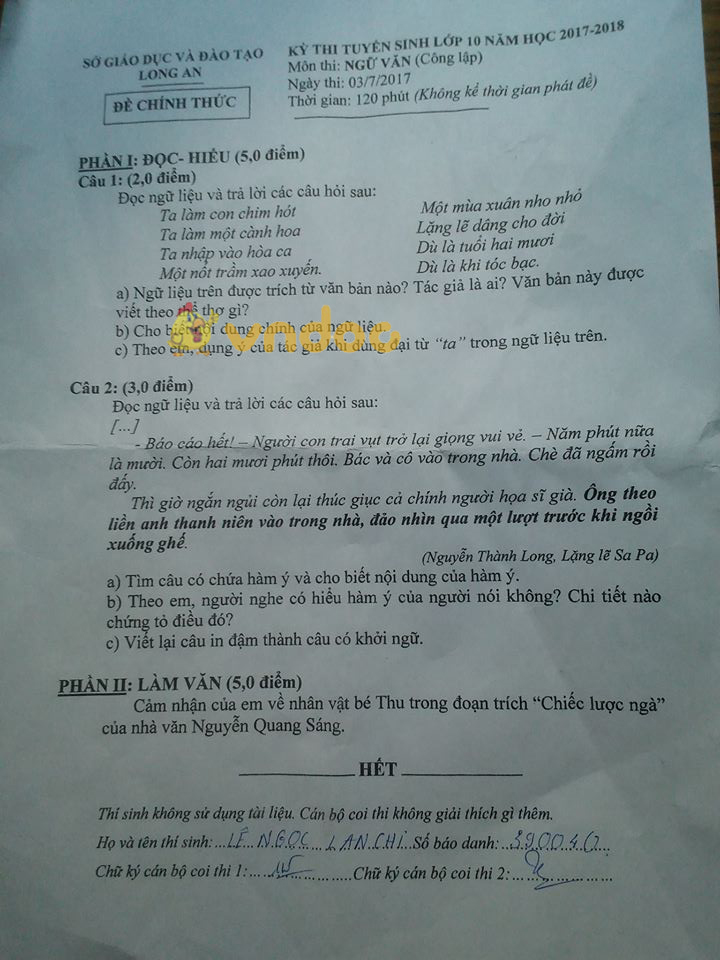 SỞ GIÁO DỤC VÀ ĐÀO TẠO
LONG AN
ĐỀ CHÍNH THỨC
KỲ THI TUYỂN SINH LỚP 10 NĂM HỌC 2017-2018
Môn thi: NGỮ VĂN (Công lập)
Ngày thi: 03/7/2017
Thời gian: 120 phút (Không kể thời gian phát đề)
PHẦN I: ĐỌC- HIỂU (5,0 điểm)
Câu 1: (2,0 điểm)
Đọc ngữ liệu và trả lời các câu hỏi sau:
Ta làm con chim hót
Ta làm một cành hoa
Ta nhập vào hòa ca
Một nốt trầm xao xuyến.
Một mùa xuân nho nhỏ
Lặng lẽ dâng cho đời
Dù là tuổi hai mươi
Dù là khi tóc bạc.
a) Ngữ liệu trên được trích từ văn bản nào? Tác giả là ai? Văn bản này được
viết theo thể thơ gì?
b) Cho biết nội dung chính của ngữ liệu.
c) Theo em, dụng ý của tác giả khi dùng đại từ “ta” trong ngữ liệu trên.
vndoc
Câu 2: (3,0 điểm)
Đọc ngữ liệu và trả lời các câu hỏi sau:
[...]
- Báo cáo hết! – Người con trai vụt trở lại giọng vui vẻ. – Năm phút nữa
là mười. Còn hai mươi phút thôi. Bác và cô vào trong nhà. Chè đã ngấm rồi
đấy.
Thì giờ ngắn ngủi còn lại thúc giục cả chính người họa sĩ già. Ông theo
liền anh thanh niên vào trong nhà, đảo nhìn qua một lượt trước khi ngồi
xuống ghế.
(Nguyễn Thành Long, Lặng lẽ Sa Pa)
a) Tìm câu có chứa hàm ý và cho biết nội dung của hàm ý.
b) Theo em, người nghe có hiểu hàm ý của người nói không? Chi tiết nào
chứng tỏ điều đó?
c) Viết lại câu in đậm thành câu có khởi ngữ.
PHẦN II: LÀM VĂN (5,0 điểm)
Cảm nhận của em về nhân vật bé Thu trong đoạn trích “Chiếc lược ngà”
của nhà văn Nguyễn Quang Sáng.
HẾT
Thí sinh không sử dụng tài liệu. Cán bộ coi thi không giải thích gì thêm.
Họ và tên thí sinh:...LÊ NGỌC LAN CHI...Số báo danh:...390040...
Chữ ký cán bộ coi thi 1:.....................Chữ ký cán bộ coi thi 2:.....................